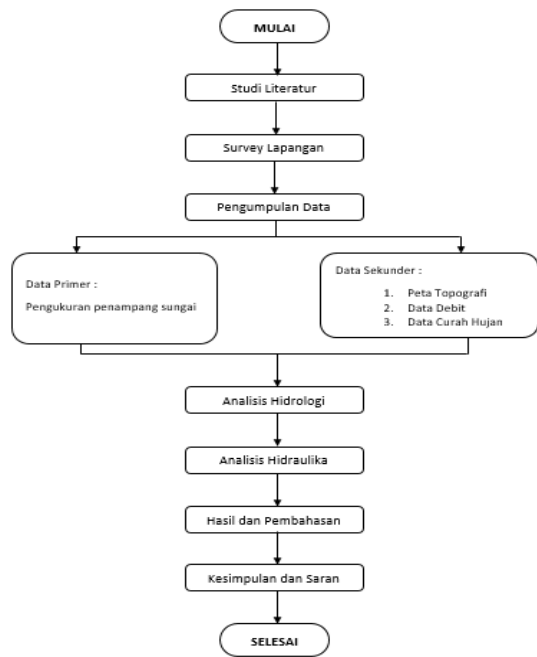 MULAI
Studi Literatur
Survey Lapangan
Pengumpulan Data
Data Primer :
Pengukuran penampang sungai
Data Sekunder :
1. Peta Topografi
2. Data Debit
3. Data Curah Hujan
Analisis Hidrologi
Analisis Hidraulika
Hasil dan Pembahasan
Kesimpulan dan Saran
SELESAI